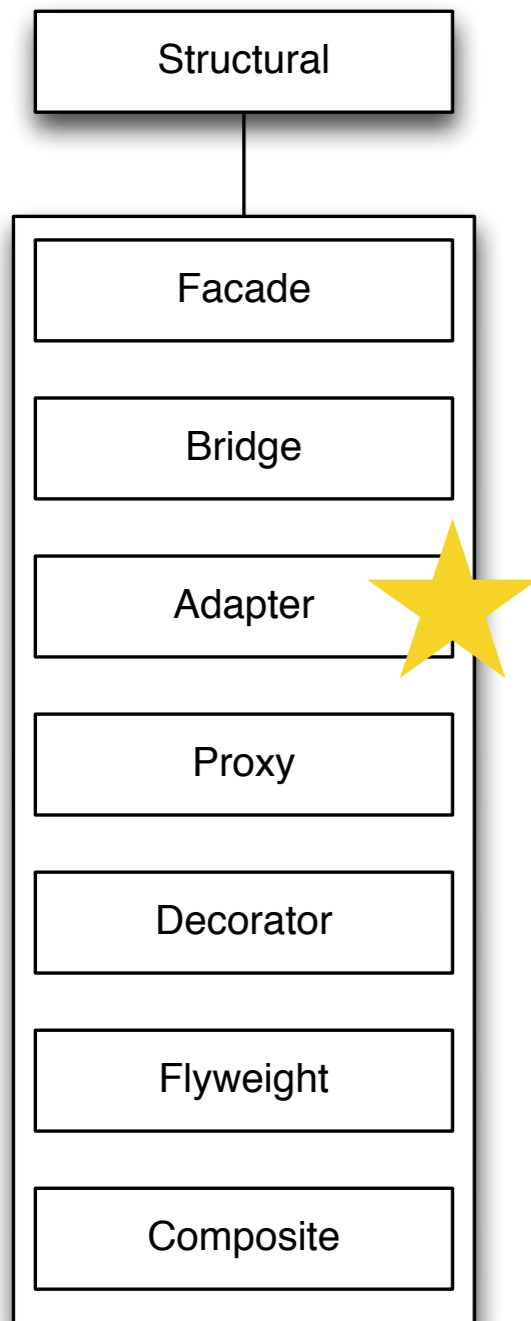 Structural
Facade
Bridge
Adapter
Proxy
Decorator
Flyweight
Composite